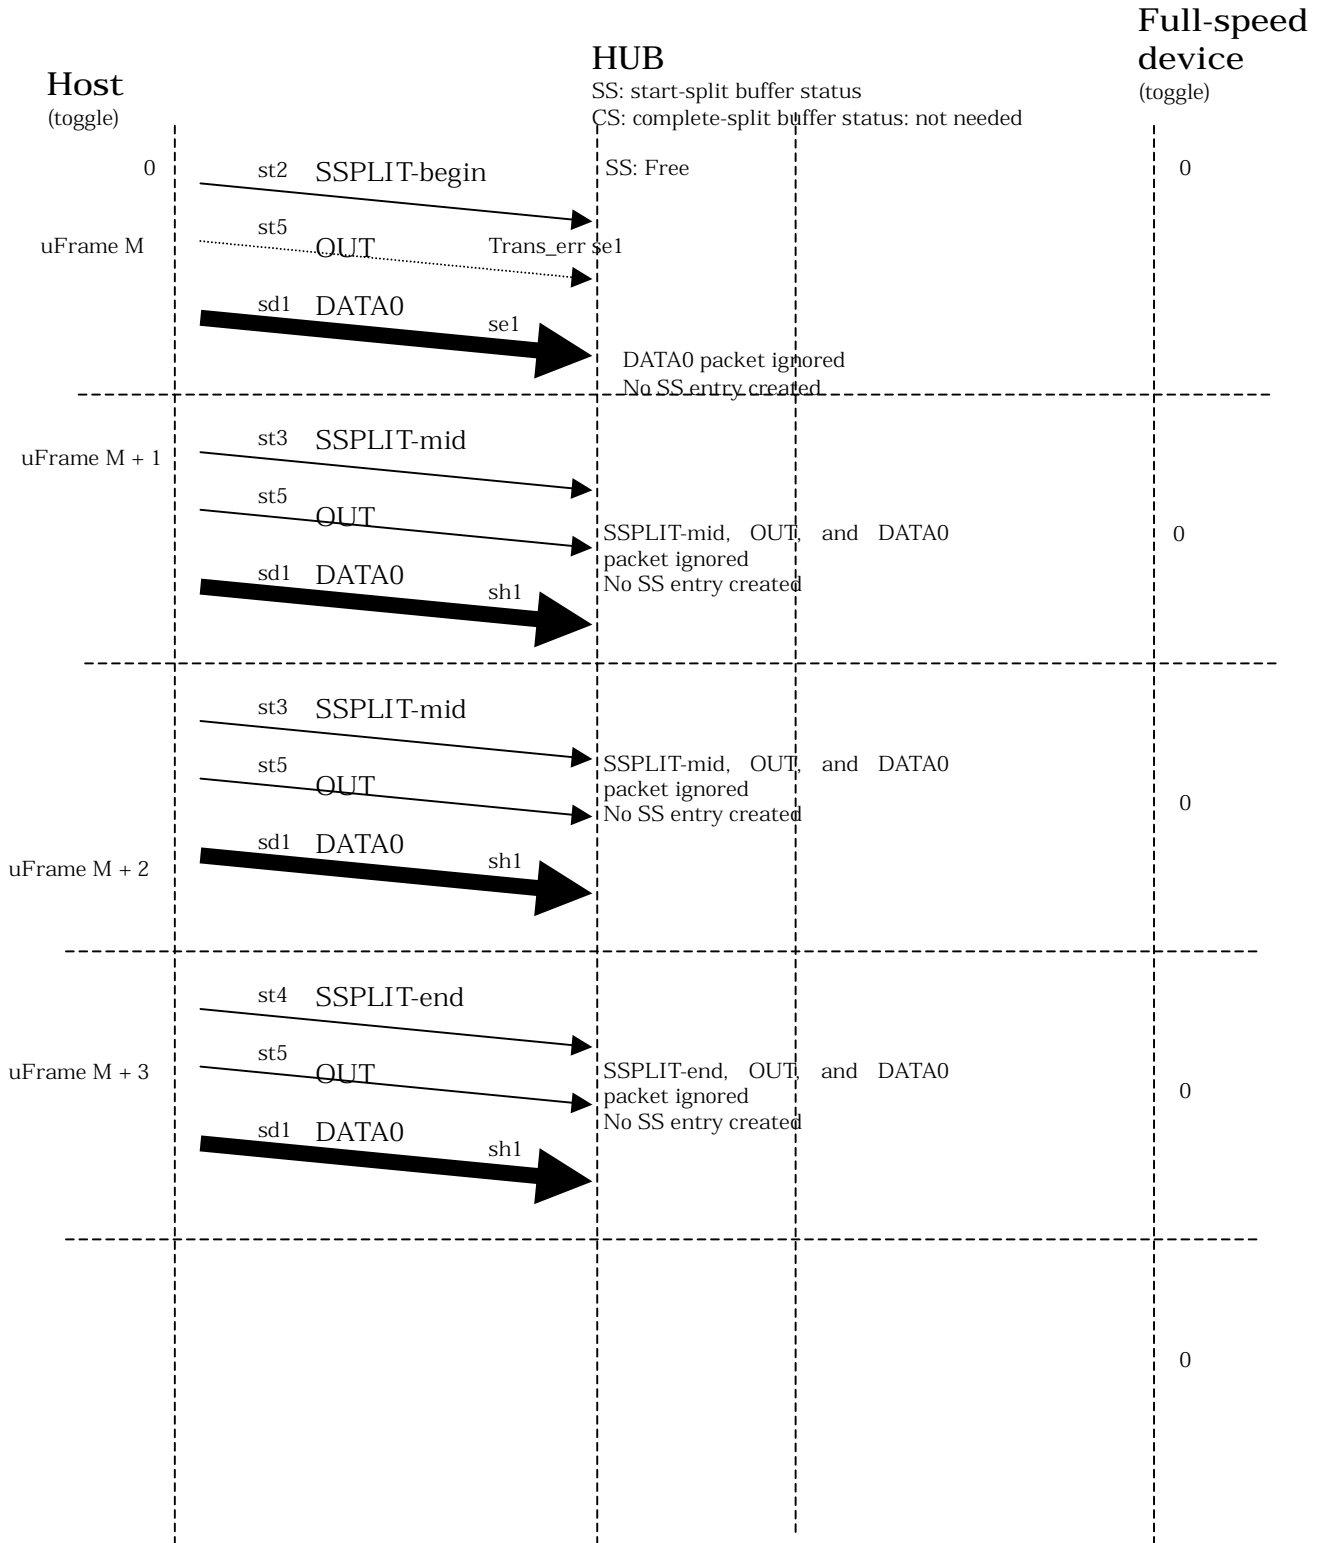 Full-speed
device
(toggle)
HUB
SS: start-split buffer status
CS: complete-split buffer status: not needed
Host
(toggle)
0
st2 SSPLIT-begin
SS: Free
0
uFrame M
st5
OUT
Trans_err se1
sd1 DATA0
se1
DATA0 packet ignored
No SS entry created
uFrame M + 1
st3 SSPLIT-mid
st5
OUT
SSPLIT-mid, OUT, and DATA0
packet ignored
No SS entry created
0
sd1 DATA0
sh1
st3 SSPLIT-mid
st5
OUT
SSPLIT-mid, OUT, and DATA0
packet ignored
No SS entry created
0
sd1 DATA0
sh1
uFrame M + 2
st4 SSPLIT-end
uFrame M + 3
st5
OUT
SSPLIT-end, OUT, and DATA0
packet ignored
No SS entry created
0
sd1 DATA0
sh1
0